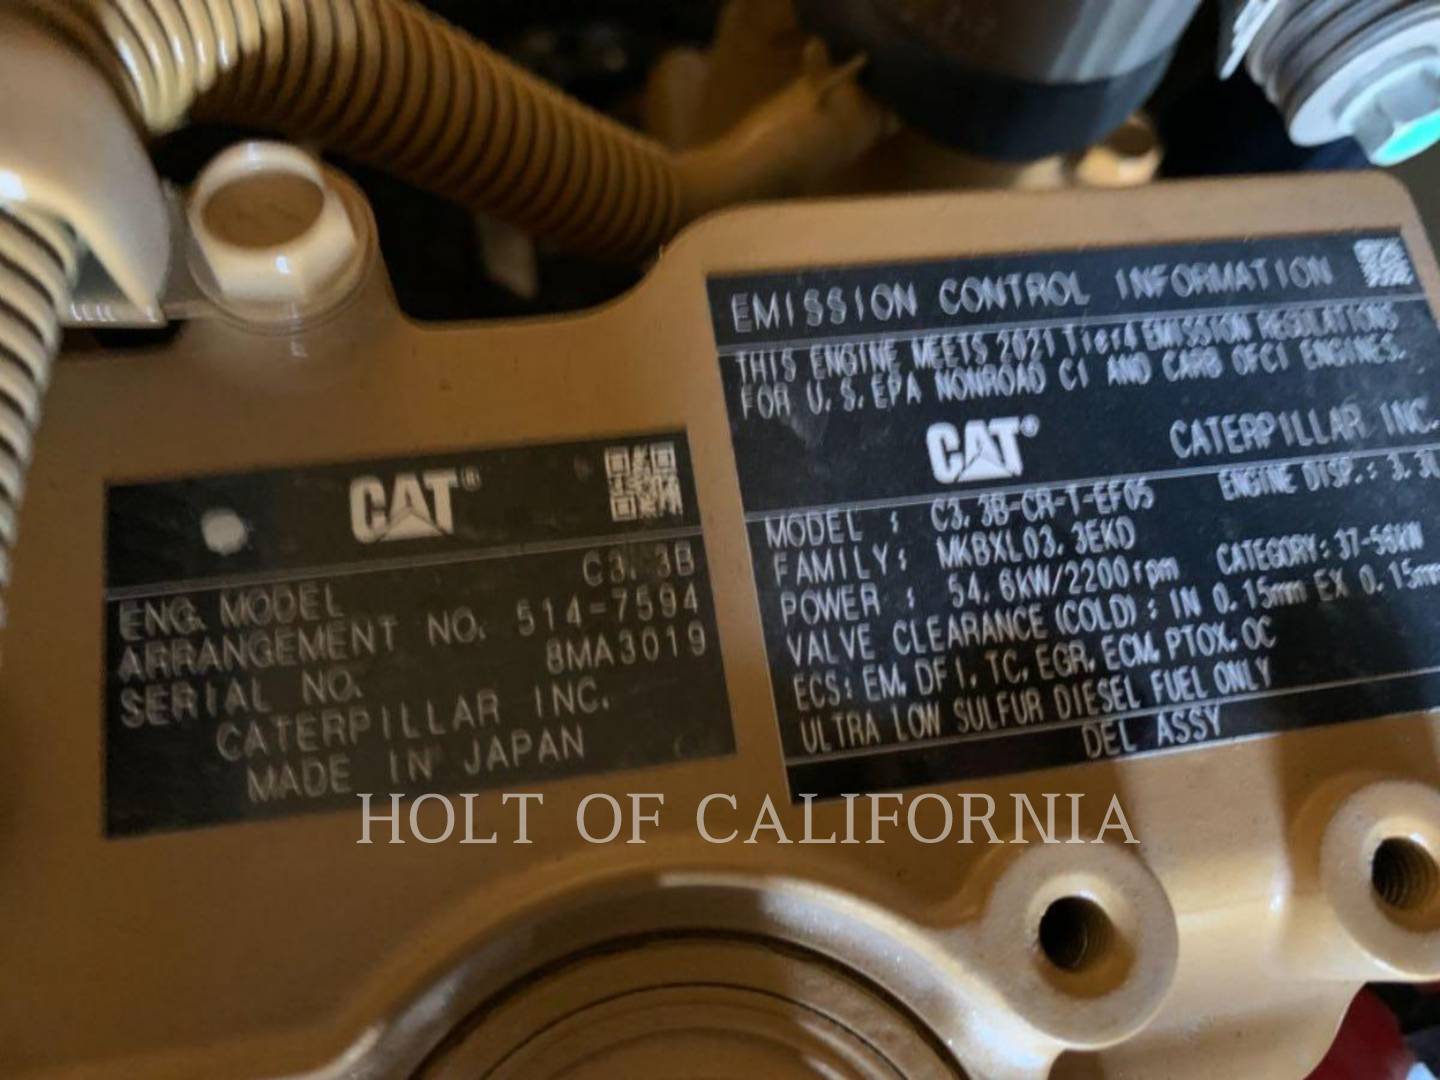 CAT®
ENG. MODEL C3.3B
ARRANGEMENT NO. 514-7594
SERIAL NO. 8MA3019
CATERPILLAR INC.
MADE IN JAPAN
EMISSION CONTROL INFORMATION
THIS ENGINE MEETS 2021 Tier4 EMISSION REGULATIONS
FOR U.S.EPA NONROAD CI AND CARB OFCI ENGINES.
CAT® CATERPILLAR INC.
MODEL : C3.3B-CR-T-EF05 ENGINE DISP.: 3.3L
FAMILY: MKBXL03.3EKD
POWER : 54.6kW/2200rpm CATEGORY: 37-56kW
VALVE CLEARANCE (COLD) : IN 0.15mm EX 0.15mm
ECS: EM, DFI, TC, EGR, ECM, PTOX, OC
ULTRA LOW SULFUR DIESEL FUEL ONLY
DEL ASSY
HOLT OF CALIFORNIA